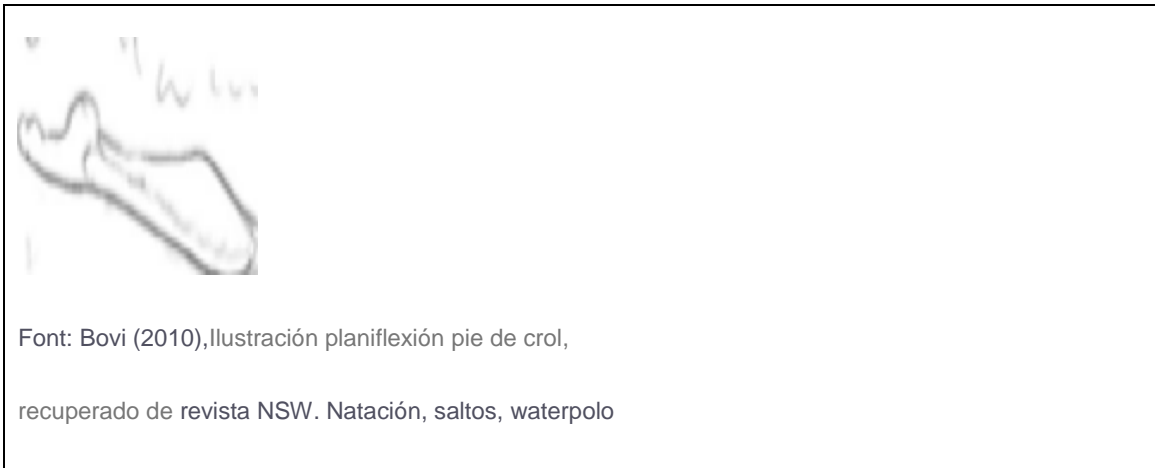 Font: Bovi (2010),Ilustración planiflexión pie de crol,
recuperado de revista NSW. Natación, saltos, waterpolo